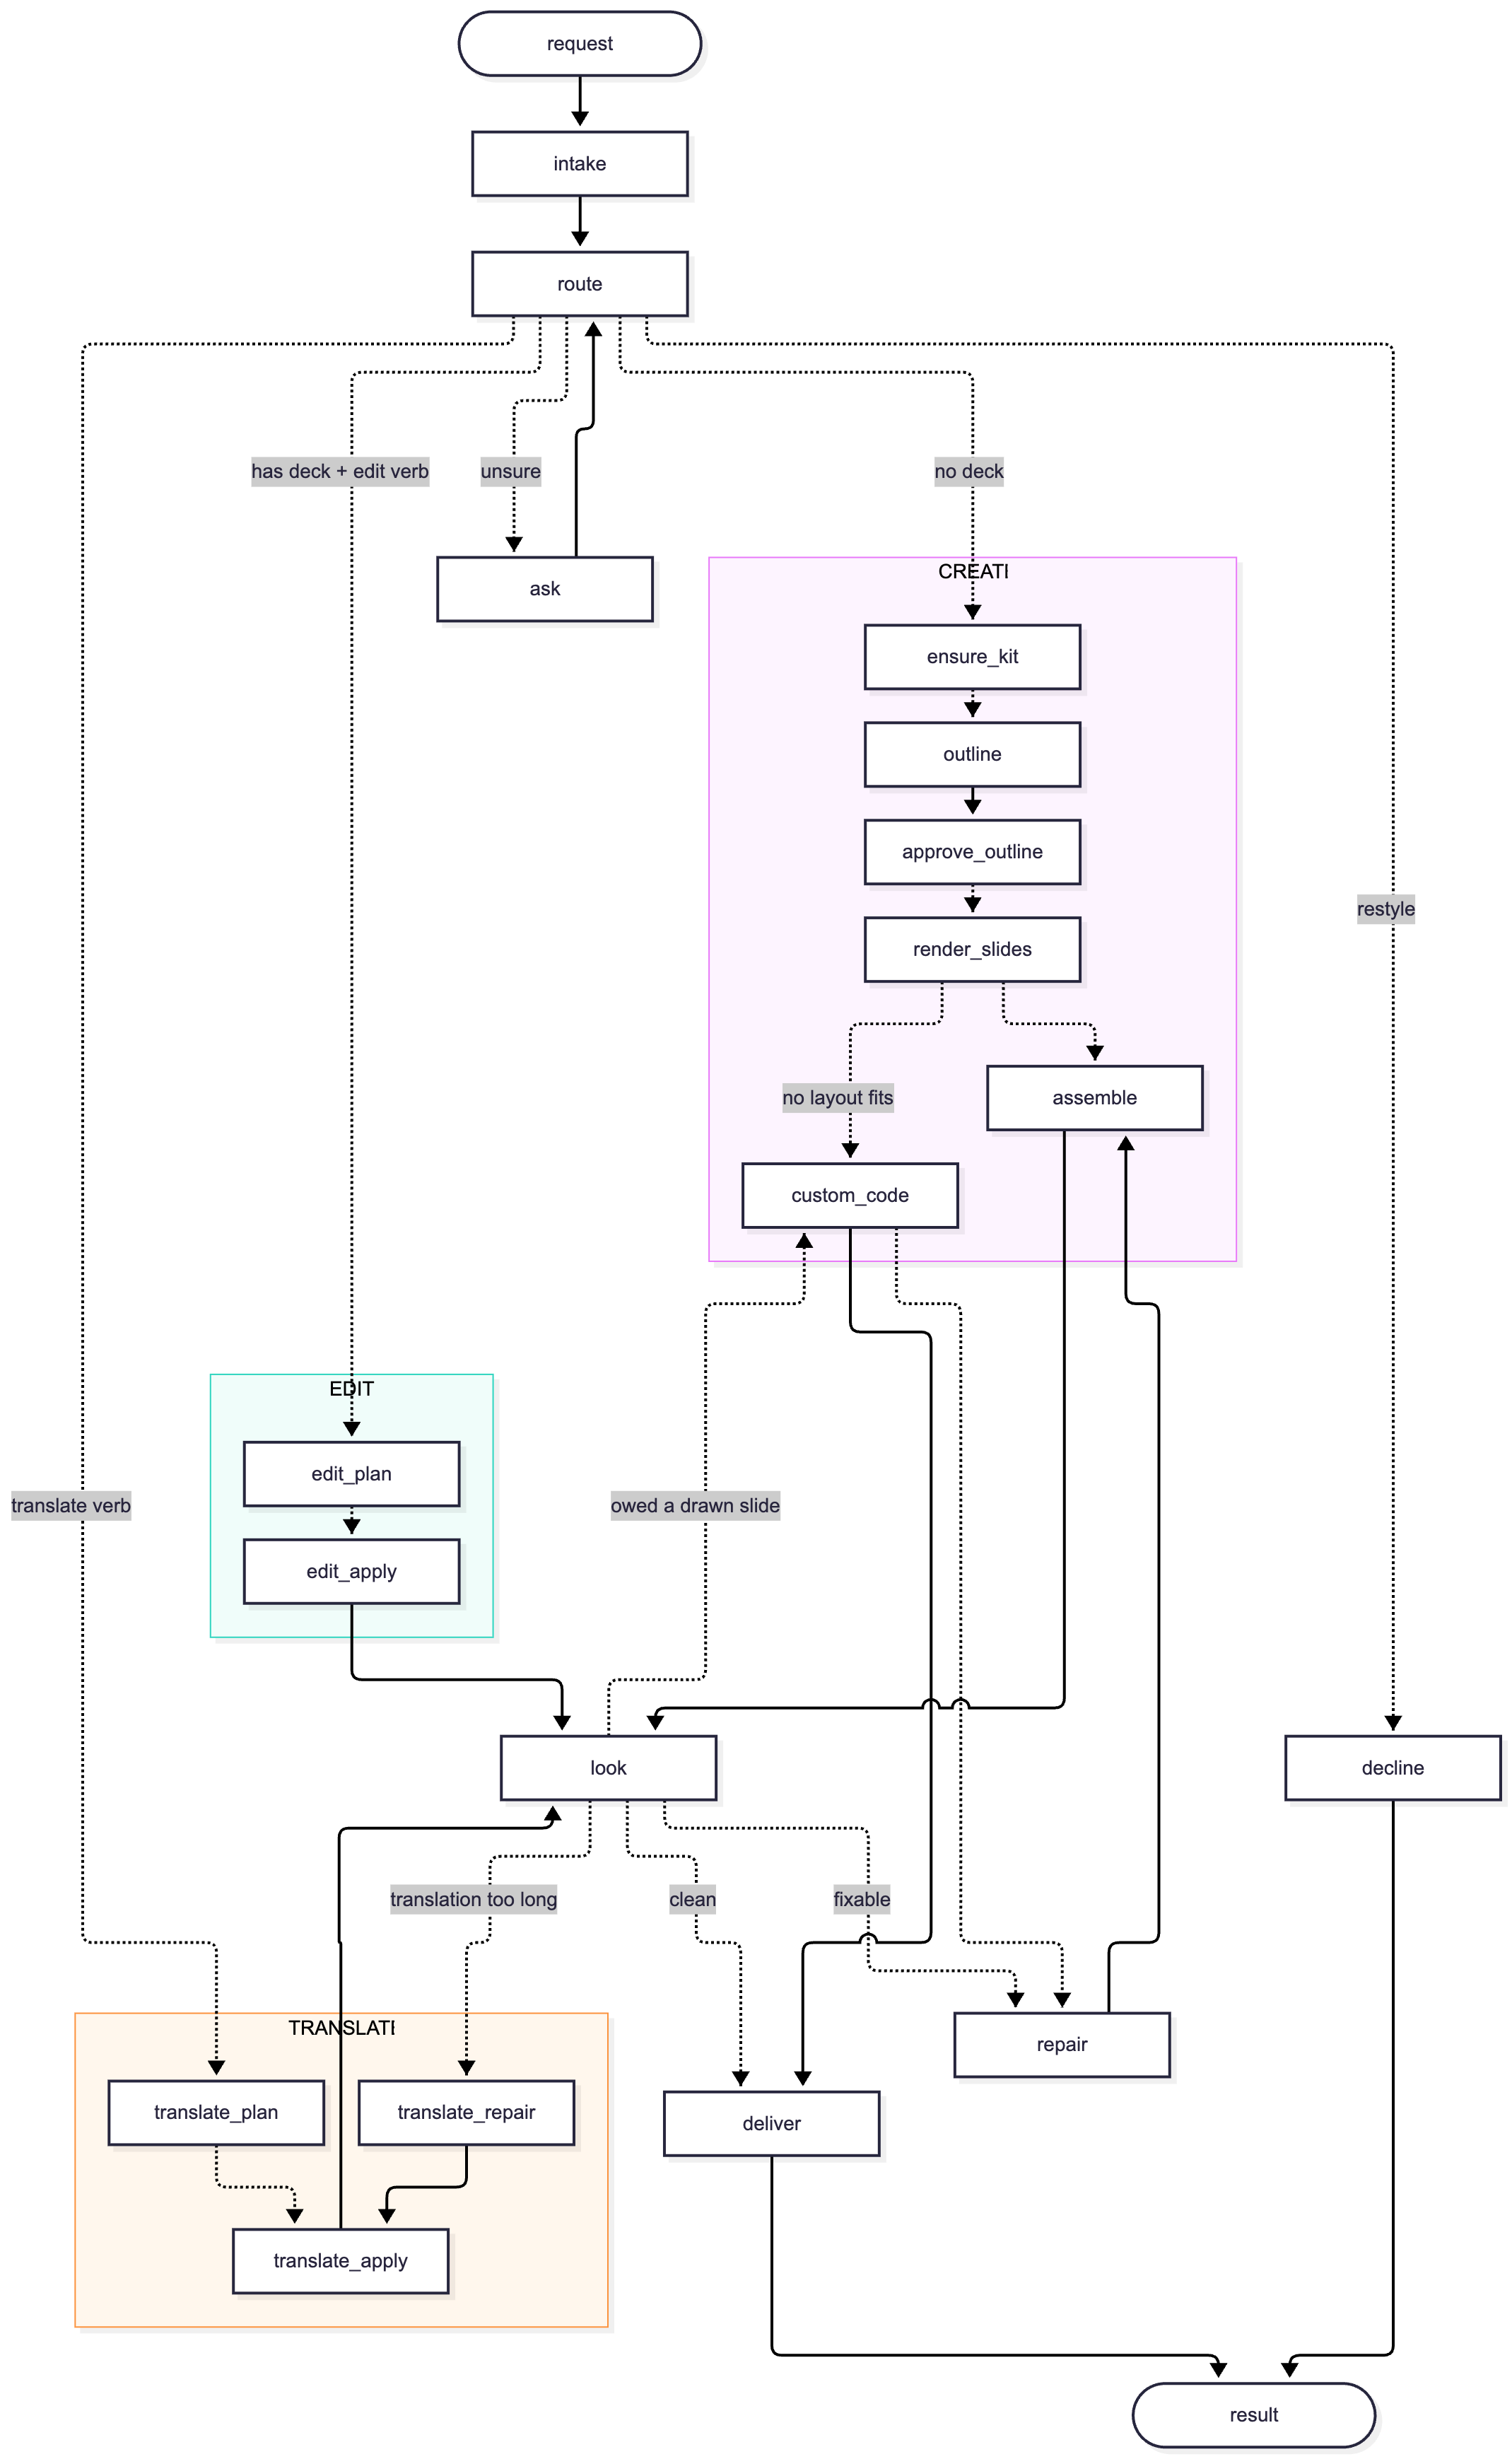 request
intake
route
has deck + edit verb
unsure
no deck
ask
CREATI
ensure_kit
outline
approve_outline
render_slides
restyle
no layout fits
assemble
custom_code
EDIT
edit_plan
translate verb
owed a drawn slide
edit_apply
look
decline
translation too long
clean
fixable
TRANSLATE
repair
translate_plan
translate_repair
deliver
translate_apply
result